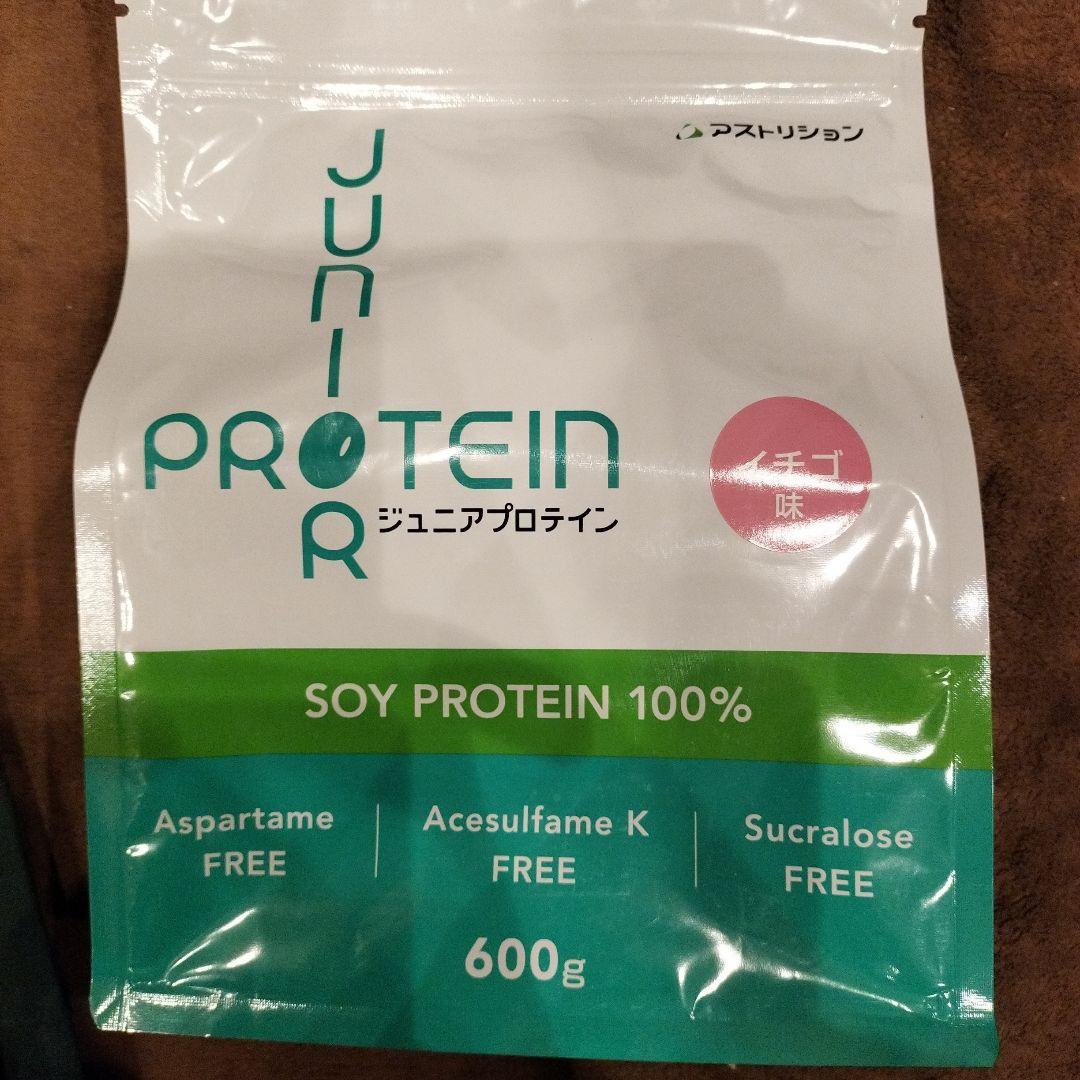 アストリション
JUNIOR
PROTEIN
ジュニアプロテイン
イチゴ
味
SOY PROTEIN 100%
Aspartame
FREE
Acesulfame K
FREE
Sucralose
FREE
600g